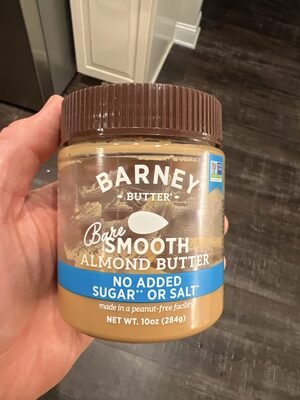 BARNEY
BUTTER®
Bare
SMOOTH
ALMOND BUTTER
NO ADDED
SUGAR** OR SALT*
made in a peanut-free facility
NET WT. 10oz (284g)